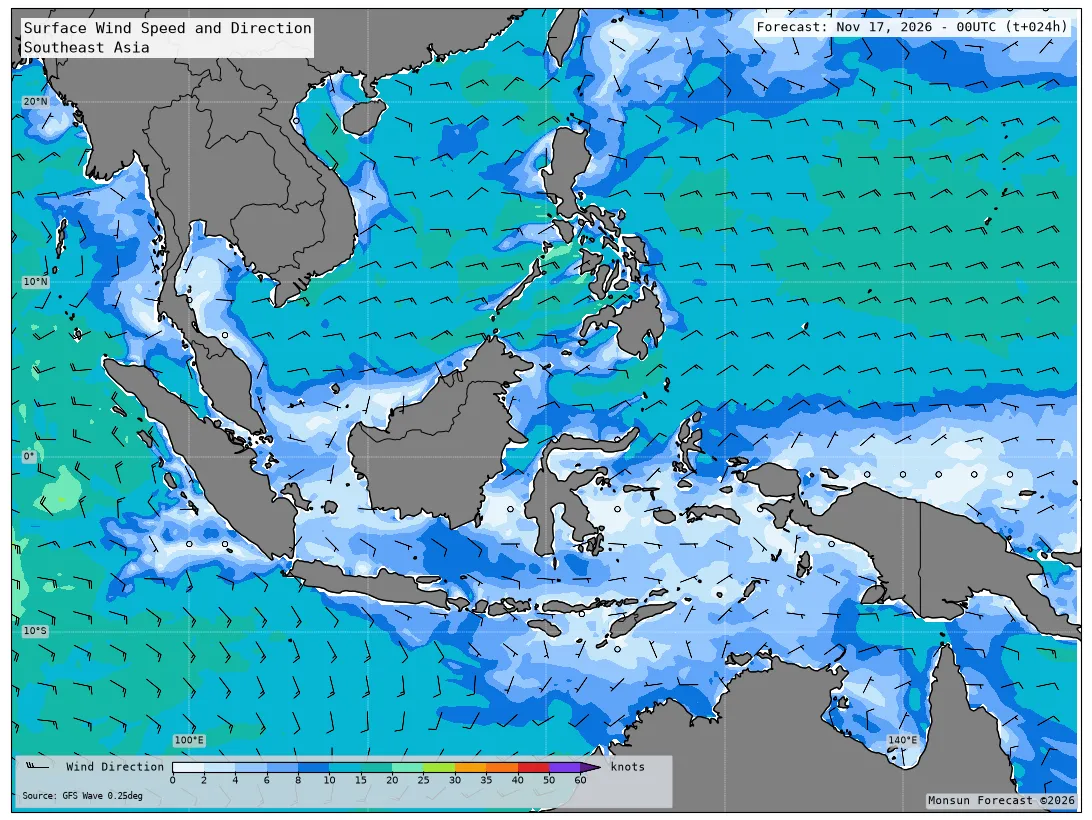 Surface Wind Speed and Direction
Southeast Asia
Forecast: Nov 17, 2026 - 00UTC (t+024h)
20°N
10°N
0°
10°S
100°E
140°E
Wind Direction
0 2 4 6 8 10 15 20 25 30 35 40 50 60
knots
Source: GFS Wave 0.25deg
Monsun Forecast ©2026